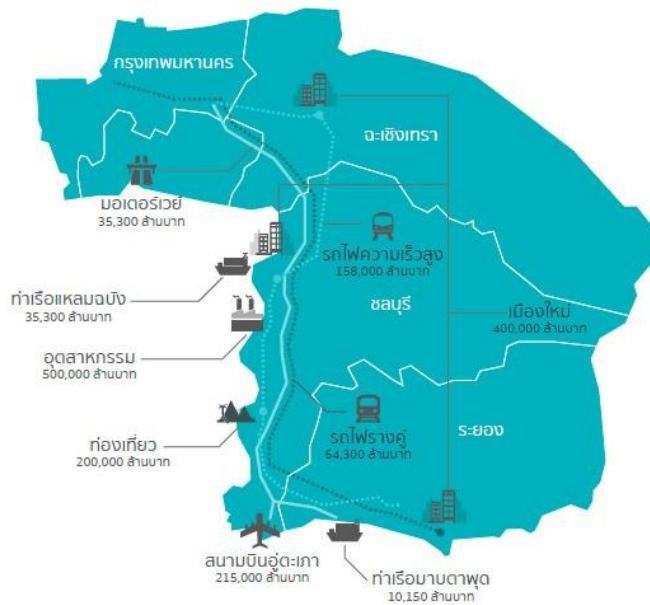 กรุงเทพมหานคร
ฉะเชิงเทรา
มอเตอร์เวย์
35,300 ล้านบาท
รถไฟความเร็วสูง
158,000 ล้านบาท
ท่าเรือแหลมฉบัง
35,300 ล้านบาท
ชลบุรี
เมืองใหม่
400,000 ล้านบาท
อุตสาหกรรม
500,000 ล้านบาท
ท่องเที่ยว
200,000 ล้านบาท
รถไฟรางคู่
64,300 ล้านบาท
ระยอง
สนามบินอู่ตะเภา
215,000 ล้านบาท
ท่าเรือมาบตาพุด
10,150 ล้านบาท